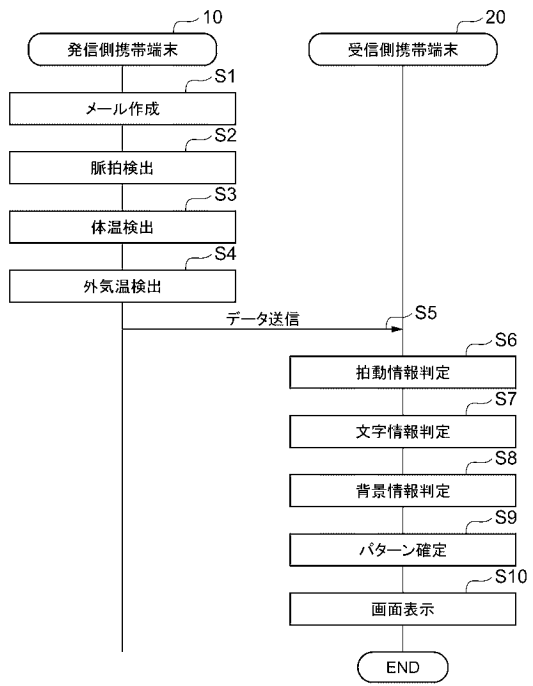 10
発信側携帯端末
20
受信側携帯端末
S1
メール作成
S2
脈拍検出
S3
体温検出
S4
外気温検出
データ送信
S5
S6
拍動情報判定
S7
文字情報判定
S8
背景情報判定
S9
パターン確定
S10
画面表示
END